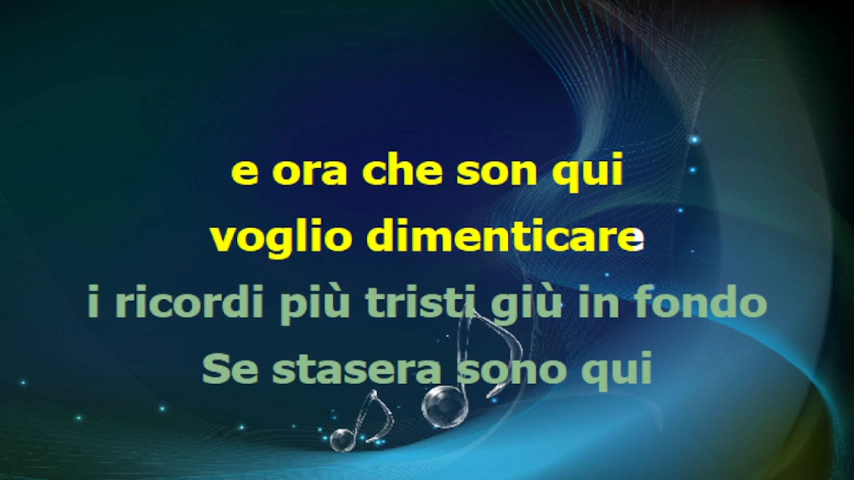 e ora che son qui
voglio dimenticare
i ricordi più tristi giù in fondo
Se stasera sono qui